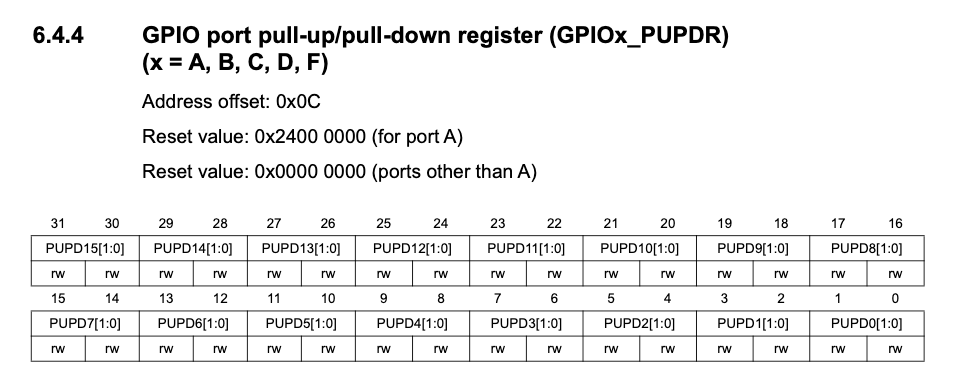 6.4.4 GPIO port pull-up/pull-down register (GPIOx_PUPDR)
(x = A, B, C, D, F)
Address offset: 0x0C
Reset value: 0x2400 0000 (for port A)
Reset value: 0x0000 0000 (ports other than A)
31 30 29 28 27 26 25 24 23 22 21 20 19 18 17 16
PUPD15[1:0] PUPD14[1:0] PUPD13[1:0] PUPD12[1:0] PUPD11[1:0] PUPD10[1:0] PUPD9[1:0] PUPD8[1:0]
rw rw rw rw rw rw rw rw rw rw rw rw rw rw rw rw
15 14 13 12 11 10 9 8 7 6 5 4 3 2 1 0
PUPD7[1:0] PUPD6[1:0] PUPD5[1:0] PUPD4[1:0] PUPD3[1:0] PUPD2[1:0] PUPD1[1:0] PUPD0[1:0]
rw rw rw rw rw rw rw rw rw rw rw rw rw rw rw rw